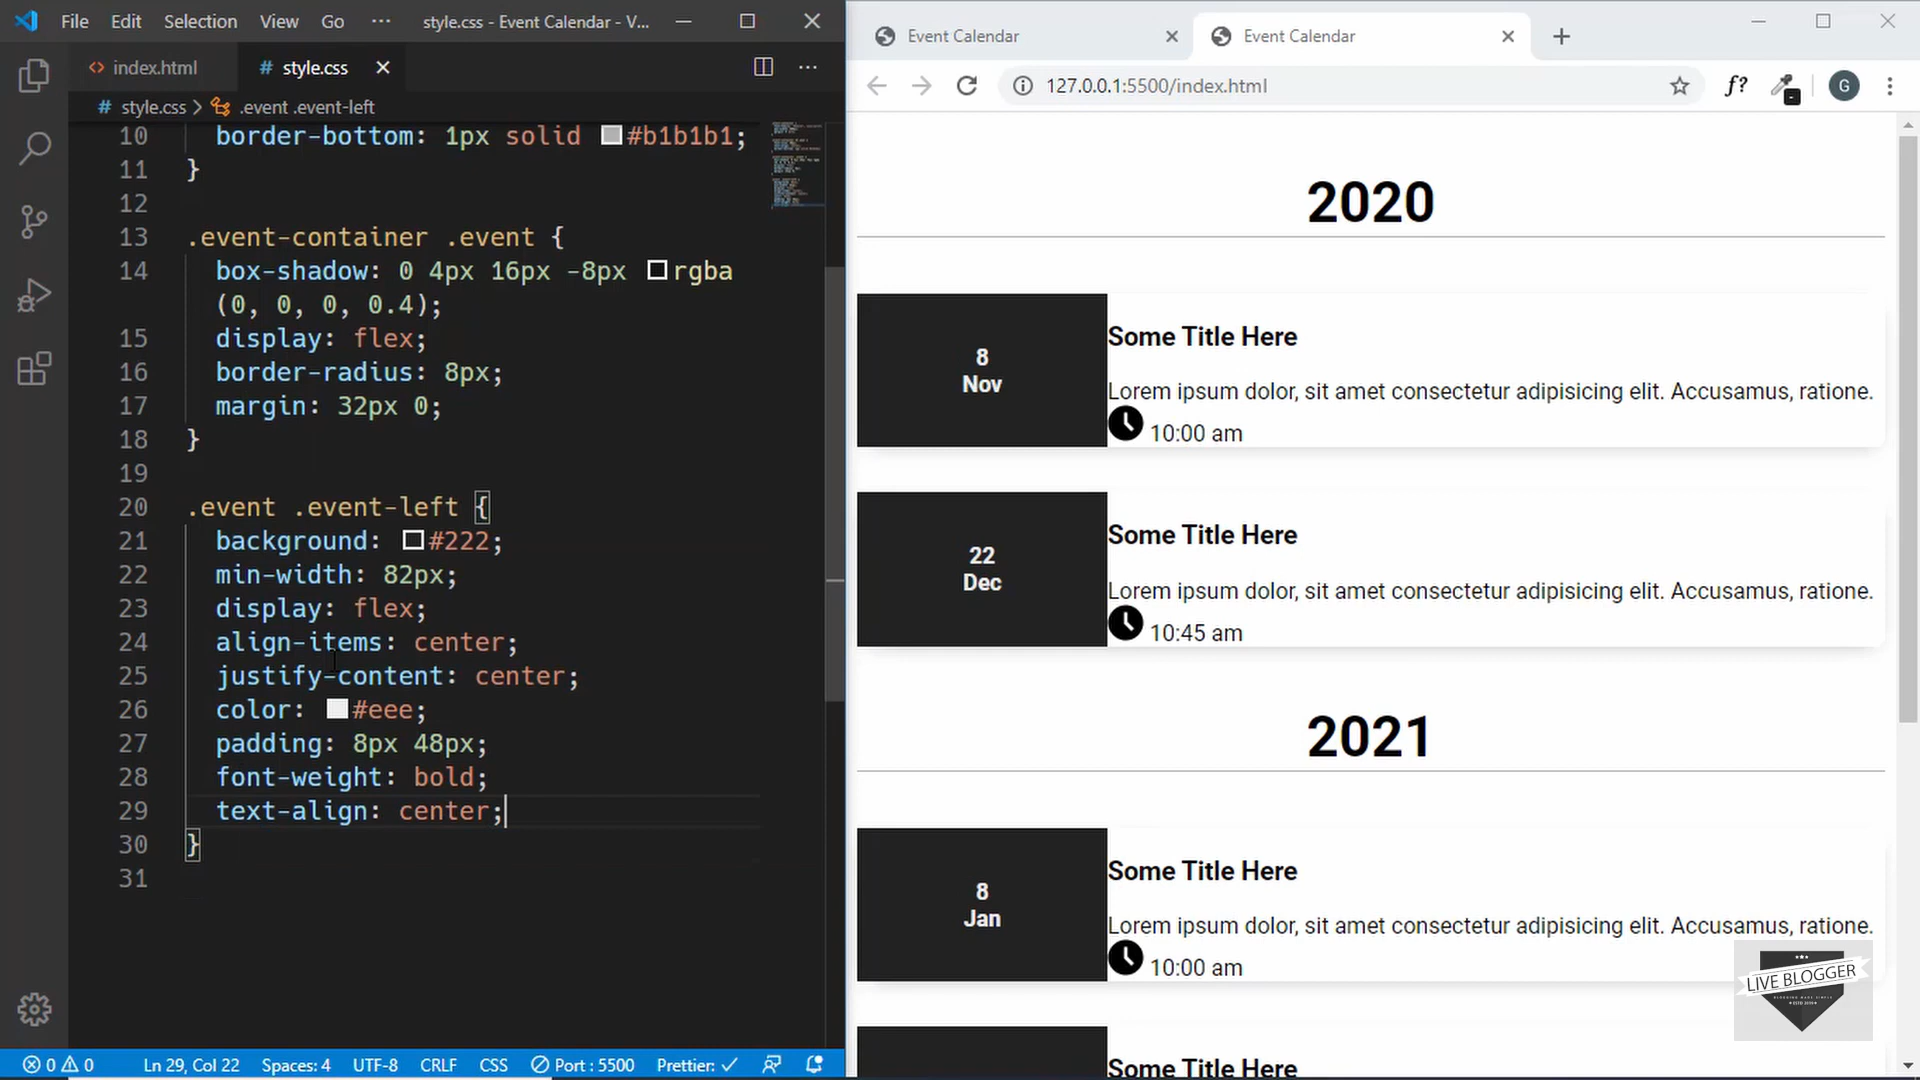 File Edit Selection View Go ··· style.css - Event Calendar - V...
index.html style.css
style.css > .event .event-left
10 border-bottom: 1px solid #b1b1b1;
11 }
12
13 .event-container .event {
14 box-shadow: 0 4px 16px -8px rgba
(0, 0, 0, 0.4);
15 display: flex;
16 border-radius: 8px;
17 margin: 32px 0;
18 }
19
20 .event .event-left {
21 background: #222;
22 min-width: 82px;
23 display: flex;
24 align-items: center;
25 justify-content: center;
26 color: #eee;
27 padding: 8px 48px;
28 font-weight: bold;
29 text-align: center;
30 }
31
0 0 Ln 29, Col 22 Spaces: 4 UTF-8 CRLF CSS Port : 5500 Prettier:
Event Calendar Event Calendar
127.0.0.1:5500/index.html f? G
2020
8
Nov
Some Title Here
Lorem ipsum dolor, sit amet consectetur adipisicing elit. Accusamus, ratione.
10:00 am
22
Dec
Some Title Here
Lorem ipsum dolor, sit amet consectetur adipisicing elit. Accusamus, ratione.
10:45 am
2021
8
Jan
Some Title Here
Lorem ipsum dolor, sit amet consectetur adipisicing elit. Accusamus, ratione.
10:00 am
Some Title Here
LIVE BLOGGER